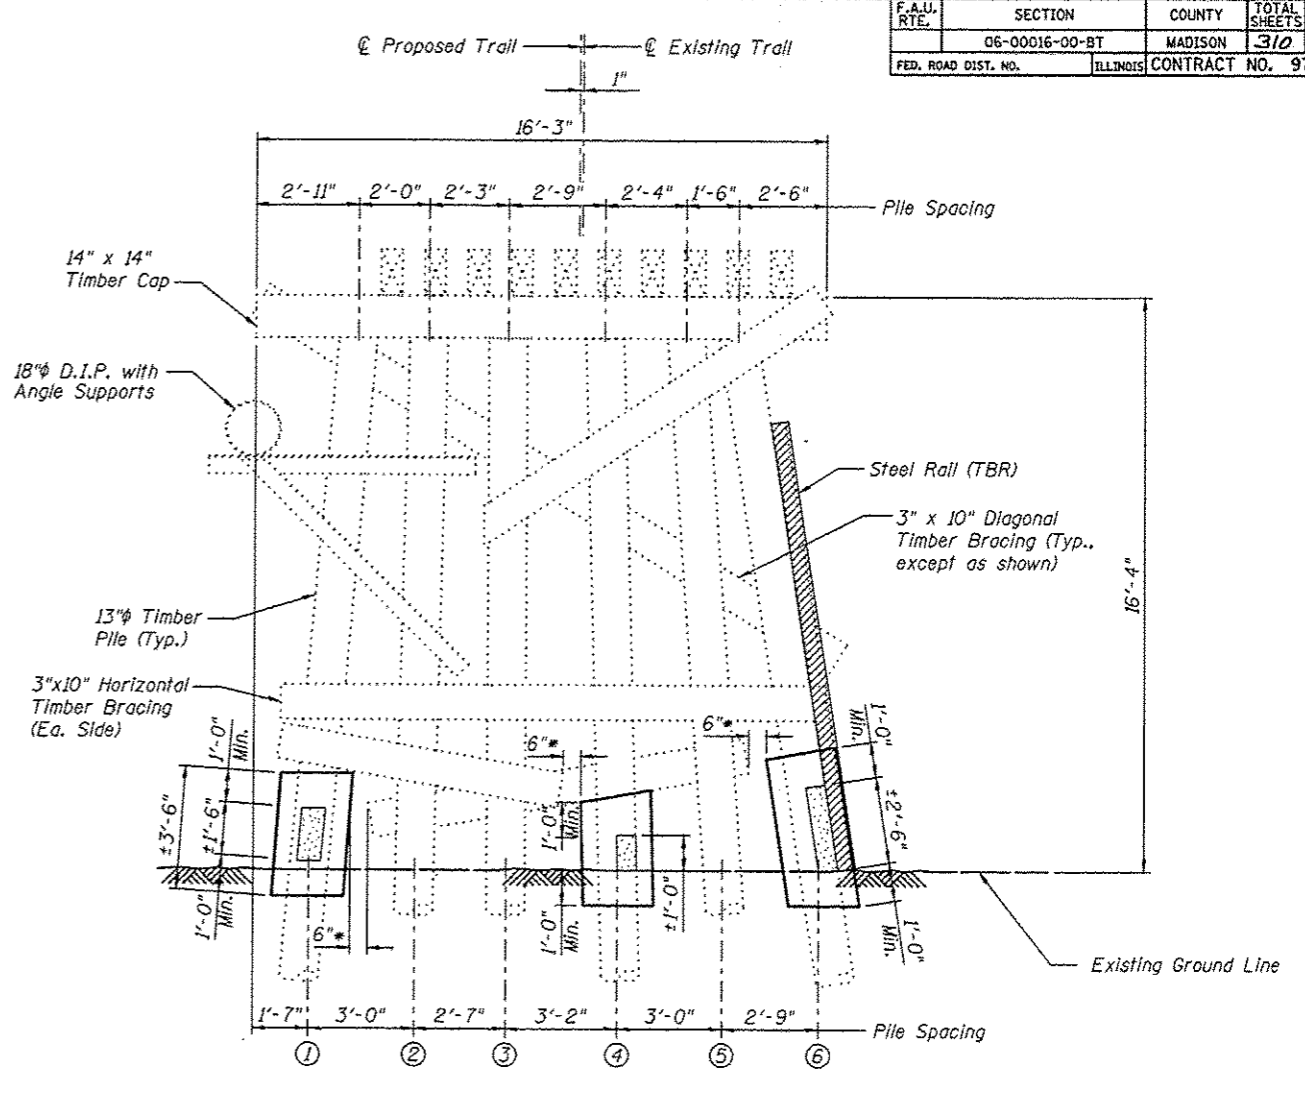 F.A.U. RTE. SECTION COUNTY TOTAL SHEETS
06-00016-00-BT MADISON 310
FED. ROAD DIST. NO. ILLINOIS CONTRACT NO. 97
℄ Proposed Trail
℄ Existing Trail
1"
16'-3"
2'-11" 2'-0" 2'-3" 2'-9" 2'-4" 1'-6" 2'-6"
Pile Spacing
14" x 14"
Timber Cap
18"ϕ D.I.P. with
Angle Supports
Steel Rail (TBR)
3" x 10" Diagonal
Timber Bracing (Typ.,
except as shown)
16'-4"
13"ϕ Timber
Pile (Typ.)
3"x10" Horizontal
Timber Bracing
(Ea. Side)
1'-0"
Min.
6"*
6"*
1'-0"
Min.
±3'-6"
±1'-6"
1'-0"
Min.
±2'-6"
1'-0"
Min.
6"*
1'-0"
Min.
±1'-0"
1'-0"
Min.
Existing Ground Line
1'-7" 3'-0" 2'-7" 3'-2" 3'-0" 2'-9"
Pile Spacing
1 2 3 4 5 6